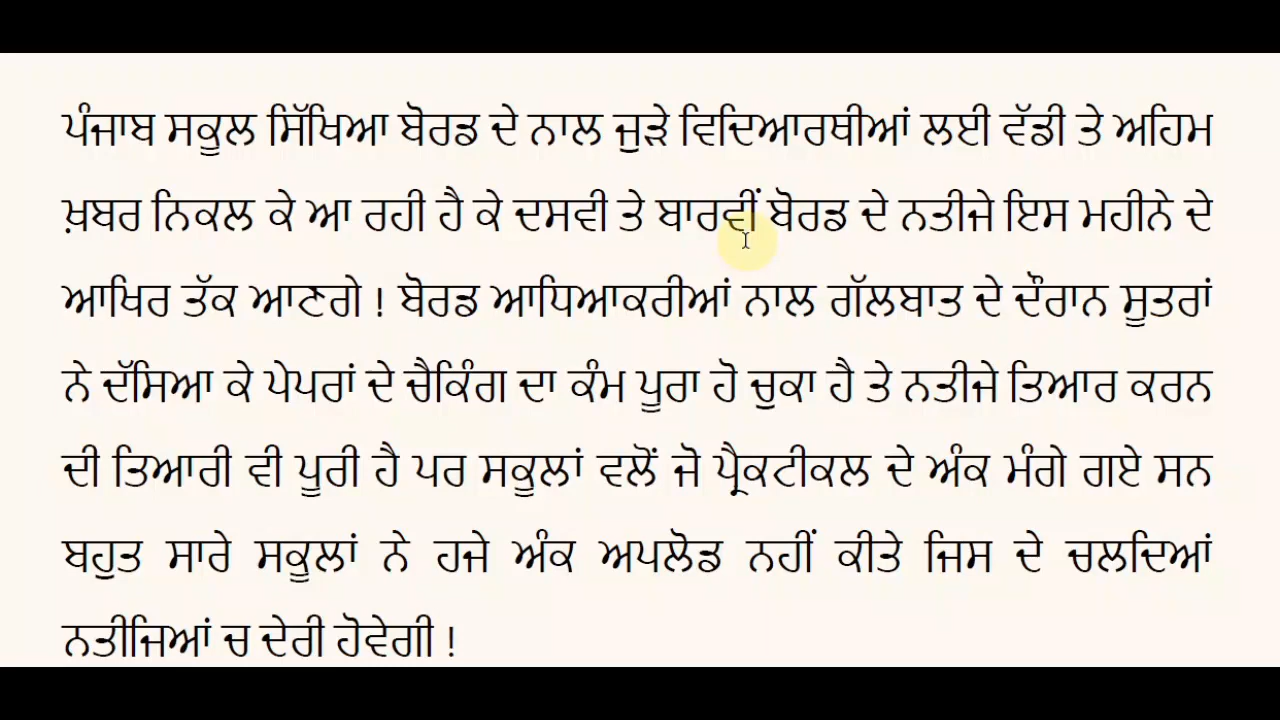 ਪੰਜਾਬ ਸਕੂਲ ਸਿੱਖਿਆ ਬੋਰਡ ਦੇ ਨਾਲ ਜੁੜੇ ਵਿਦਿਆਰਥੀਆਂ ਲਈ ਵੱਡੀ ਤੇ ਅਹਿਮ
ਖ਼ਬਰ ਨਿਕਲ ਕੇ ਆ ਰਹੀ ਹੈ ਕੇ ਦਸਵੀ ਤੇ ਬਾਰਵੀਂ ਬੋਰਡ ਦੇ ਨਤੀਜੇ ਇਸ ਮਹੀਨੇ ਦੇ
ਆਖਿਰ ਤੱਕ ਆਣਗੇ ! ਬੋਰਡ ਆਧਿਆਕਰੀਆਂ ਨਾਲ ਗੱਲਬਾਤ ਦੇ ਦੌਰਾਨ ਸੂਤਰਾਂ
ਨੇ ਦੱਸਿਆ ਕੇ ਪੇਪਰਾਂ ਦੇ ਚੈਕਿੰਗ ਦਾ ਕੰਮ ਪੂਰਾ ਹੋ ਚੁਕਾ ਹੈ ਤੇ ਨਤੀਜੇ ਤਿਆਰ ਕਰਨ
ਦੀ ਤਿਆਰੀ ਵੀ ਪੂਰੀ ਹੈ ਪਰ ਸਕੂਲਾਂ ਵਲੋਂ ਜੋ ਪ੍ਰੈਕਟੀਕਲ ਦੇ ਅੰਕ ਮੰਗੇ ਗਏ ਸਨ
ਬਹੁਤ ਸਾਰੇ ਸਕੂਲਾਂ ਨੇ ਹਜੇ ਅੰਕ ਅਪਲੋਡ ਨਹੀਂ ਕੀਤੇ ਜਿਸ ਦੇ ਚਲਦਿਆਂ
ਨਤੀਜਿਆਂ ਚ ਦੇਰੀ ਹੋਵੇਗੀ !